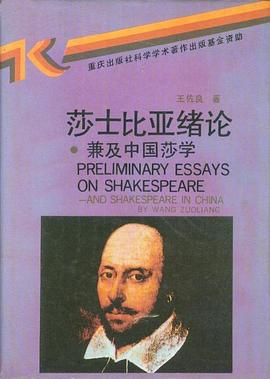 重庆出版社科学学术著作出版基金资助
王佐良 著
莎士比亚绪论
• 兼及中国莎学
PRELIMINARY ESSAYS
ON SHAKESPEARE
—AND SHAKESPEARE IN CHINA
BY WANG ZUOLIANG